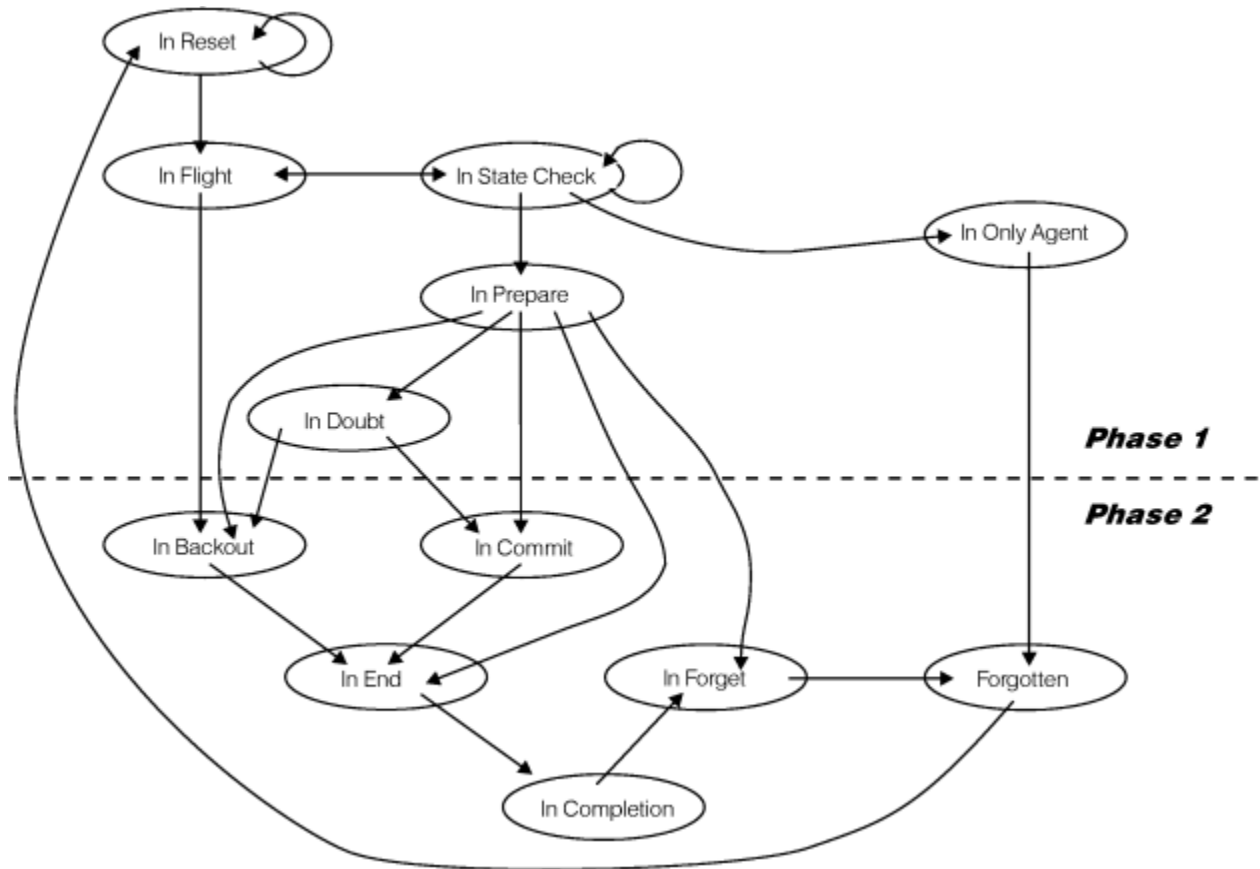 In Reset
In Flight
In State Check
In Only Agent
In Prepare
In Doubt
Phase 1
Phase 2
In Backout
In Commit
In End
In Forget
Forgotten
In Completion